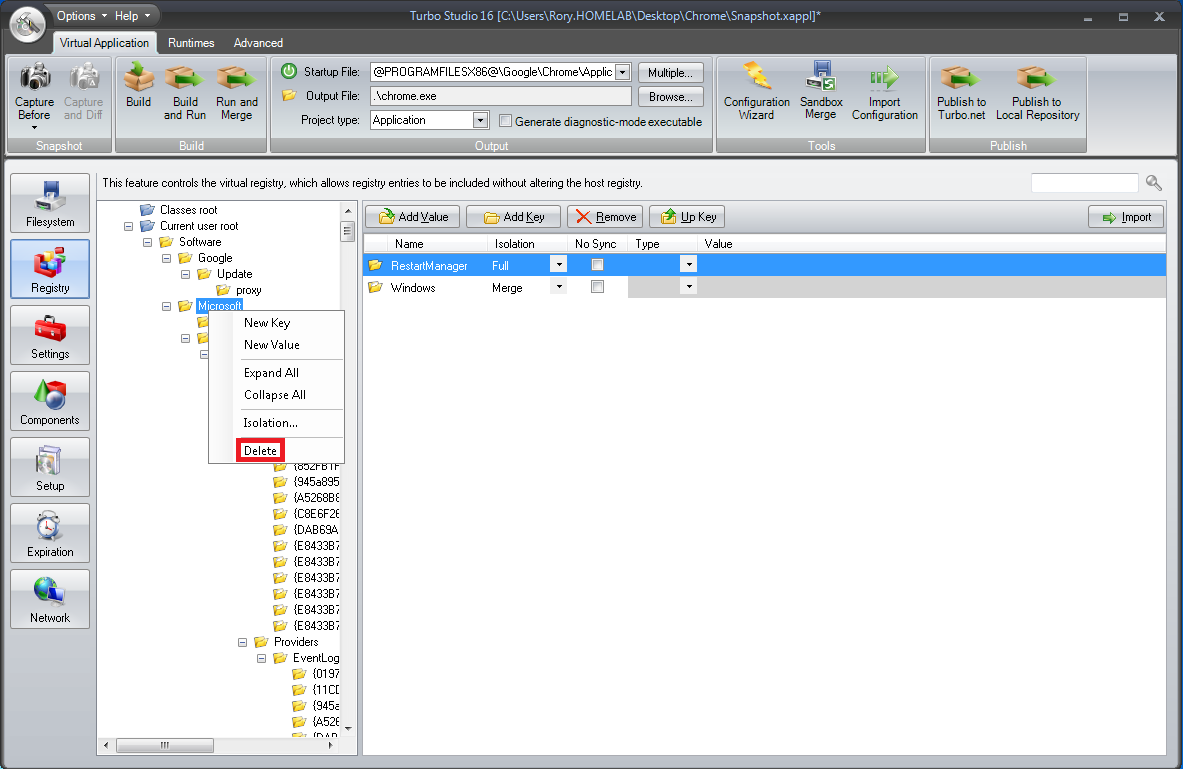 Options Help Turbo Studio 16 [C:\Users\Rory.HOMELAB\Desktop\Chrome\Snapshot.xappl]*
Virtual Application Runtimes Advanced
Capture Before
Capture and Diff
Snapshot
Build
Build and Run
Run and Merge
Build
Startup File: @PROGRAMFILESX86@\Google\Chrome\Applic Multiple...
Output File: .\chrome.exe Browse...
Project type: Application Generate diagnostic-mode executable
Output
Configuration Wizard
Sandbox Merge
Import Configuration
Tools
Publish to Turbo.net
Publish to Local Repository
Publish
Filesystem
Registry
Settings
Components
Setup
Expiration
Network
This feature controls the virtual registry, which allows registry entries to be included without altering the host registry.
Classes root
Current user root
Software
Google
Update
proxy
Microsoft
New Key
New Value
Expand All
Collapse All
Isolation...
Delete
{852FB1F
{945a895
{A5268B8
{C8E6F26
{DAB69A
{E8433B7
{E8433B7
{E8433B7
{E8433B7
{E8433B7
{E8433B7
Providers
EventLog
{0197
{11CD
{945a
{A526
Add Value Add Key Remove Up Key Import
Name Isolation No Sync Type Value
RestartManager Full
Windows Merge